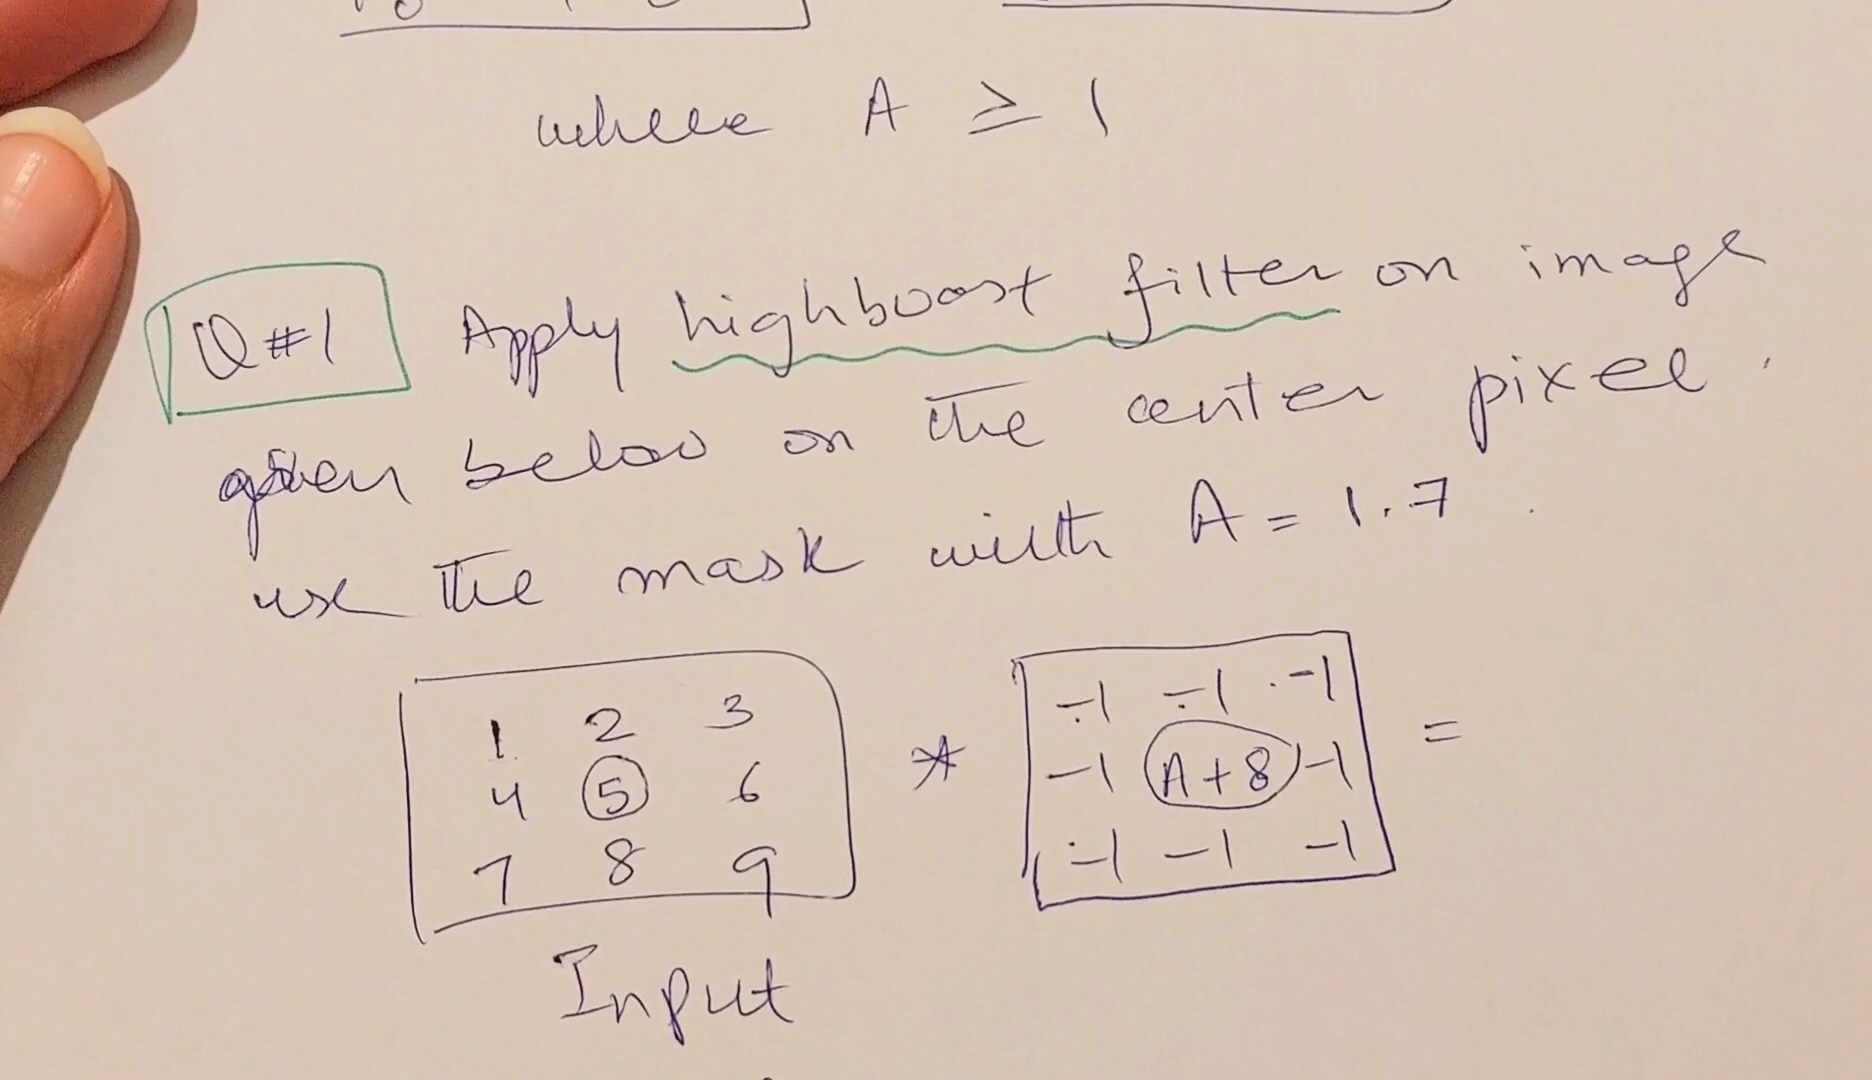 where A ≥ 1
Q#1 Apply highboost filter on image
given below on the center pixel.
use the mask with A = 1.7
1 2 3 -1 -1 -1
4 5 6 * -1 A+8 -1 =
7 8 9 -1 -1 -1
Input